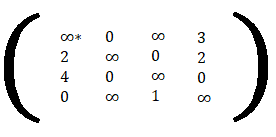 ∞* 0 ∞ 3
2 ∞ 0 2
4 0 ∞ 0
0 ∞ 1 ∞